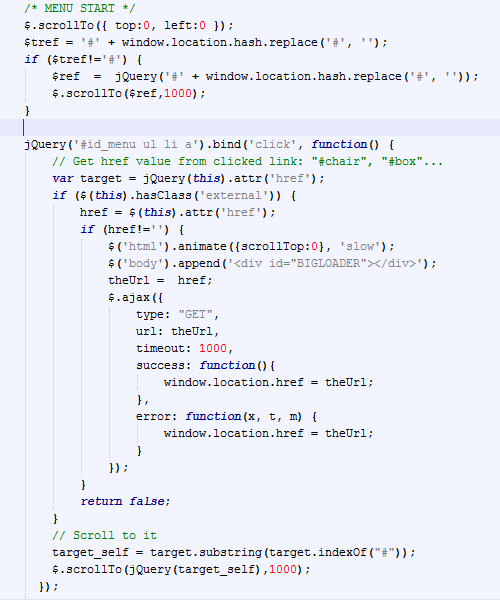 /* MENU START */
$.scrollTo({ top:0, left:0 });
$tref = '#' + window.location.hash.replace('#', '');
if ($tref!='#') {
    $ref  =  jQuery('#' + window.location.hash.replace('#', ''));
    $.scrollTo($ref,1000);
}
jQuery('#id_menu ul li a').bind('click', function() {
    // Get href value from clicked link: "#chair", "#box"...
    var target = jQuery(this).attr('href');
    if ($(this).hasClass('external')) {
        href = $(this).attr('href');
        if (href!='') {
            $('html').animate({scrollTop:0}, 'slow');
            $('body').append('<div id="BIGLOADER"></div>');
            theUrl =  href;
            $.ajax({
                type: "GET",
                url: theUrl,
                timeout: 1000,
                success: function(){
                    window.location.href = theUrl;
                },
                error: function(x, t, m) {
                    window.location.href = theUrl;
                }
            });
        }
        return false;
    }
    // Scroll to it
    target_self = target.substring(target.indexOf("#"));
    $.scrollTo(jQuery(target_self),1000);
  });